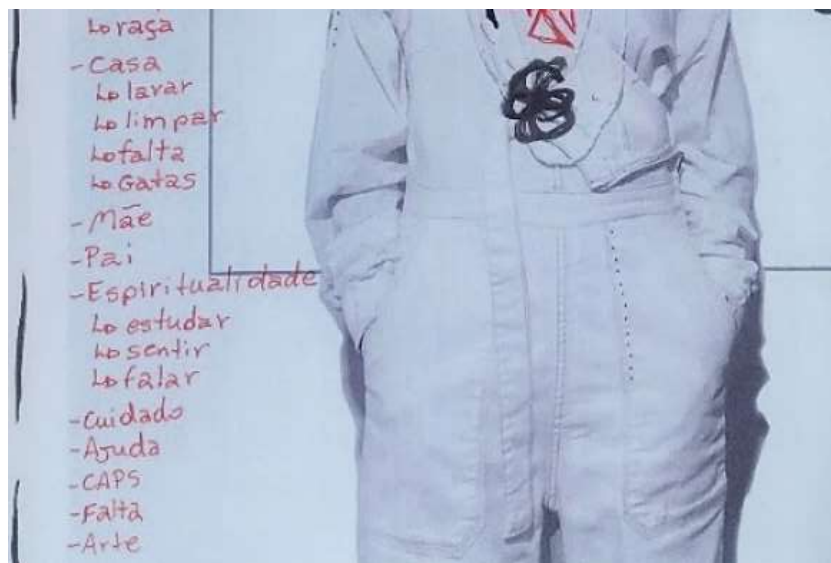 ↳ raça
- Casa
↳ lavar
↳ limpar
↳ falta
↳ Gatas
- Mãe
- Pai
- Espiritualidade
↳ estudar
↳ sentir
↳ falar
- Cuidado
- Ajuda
- CAPS
- Falta
- Arte